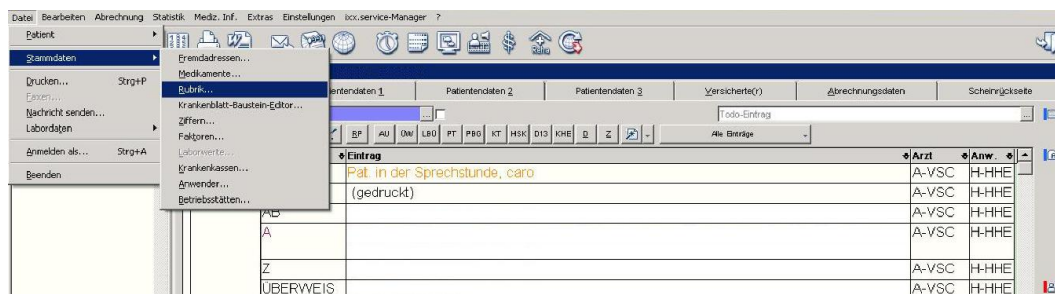 Datei Bearbeiten Abrechnung Statistik Mediz. Inf. Extras Einstellungen ixx.service-Manager ?
Patient
Stammdaten
Drucken... Strg+P
Faxen...
Nachricht senden...
Labordaten
Anmelden als... Strg+A
Beenden
Fremdadressen...
Medikamente...
Rubrik...
Krankenblatt-Baustein-Editor...
Ziffern...
Faktoren...
Laborwerte...
Krankenkassen...
Anwender...
Betriebsstätten...
entendaten 1 Patientendaten 2 Patientendaten 3 Versicherte(r) Abrechnungsdaten Scheinrückseite
... Todo-Eintrag ...
RP AU ÜW LBÜ PT PBG KT HSK D13 KHE D Z Alle Einträge
Eintrag Arzt Anw.
Pat. in der Sprechstunde, caro A-VSC H-HHE
(gedruckt) A-VSC H-HHE
AB A-VSC H-HHE
A A-VSC H-HHE
Z A-VSC H-HHE
ÜBERWEIS A-VSC H-HHE